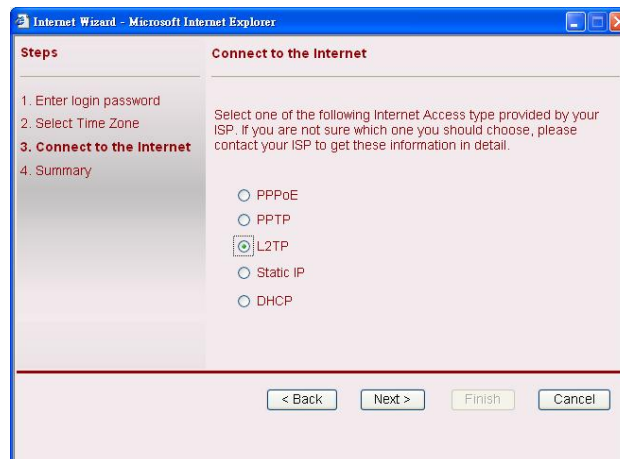 Internet Wizard - Microsoft Internet Explorer
Steps
1. Enter login password
2. Select Time Zone
3. Connect to the Internet
4. Summary
Connect to the Internet
Select one of the following Internet Access type provided by your
ISP. If you are not sure which one you should choose, please
contact your ISP to get these information in detail.
PPPoE
PPTP
L2TP
Static IP
DHCP
< Back
Next >
Finish
Cancel